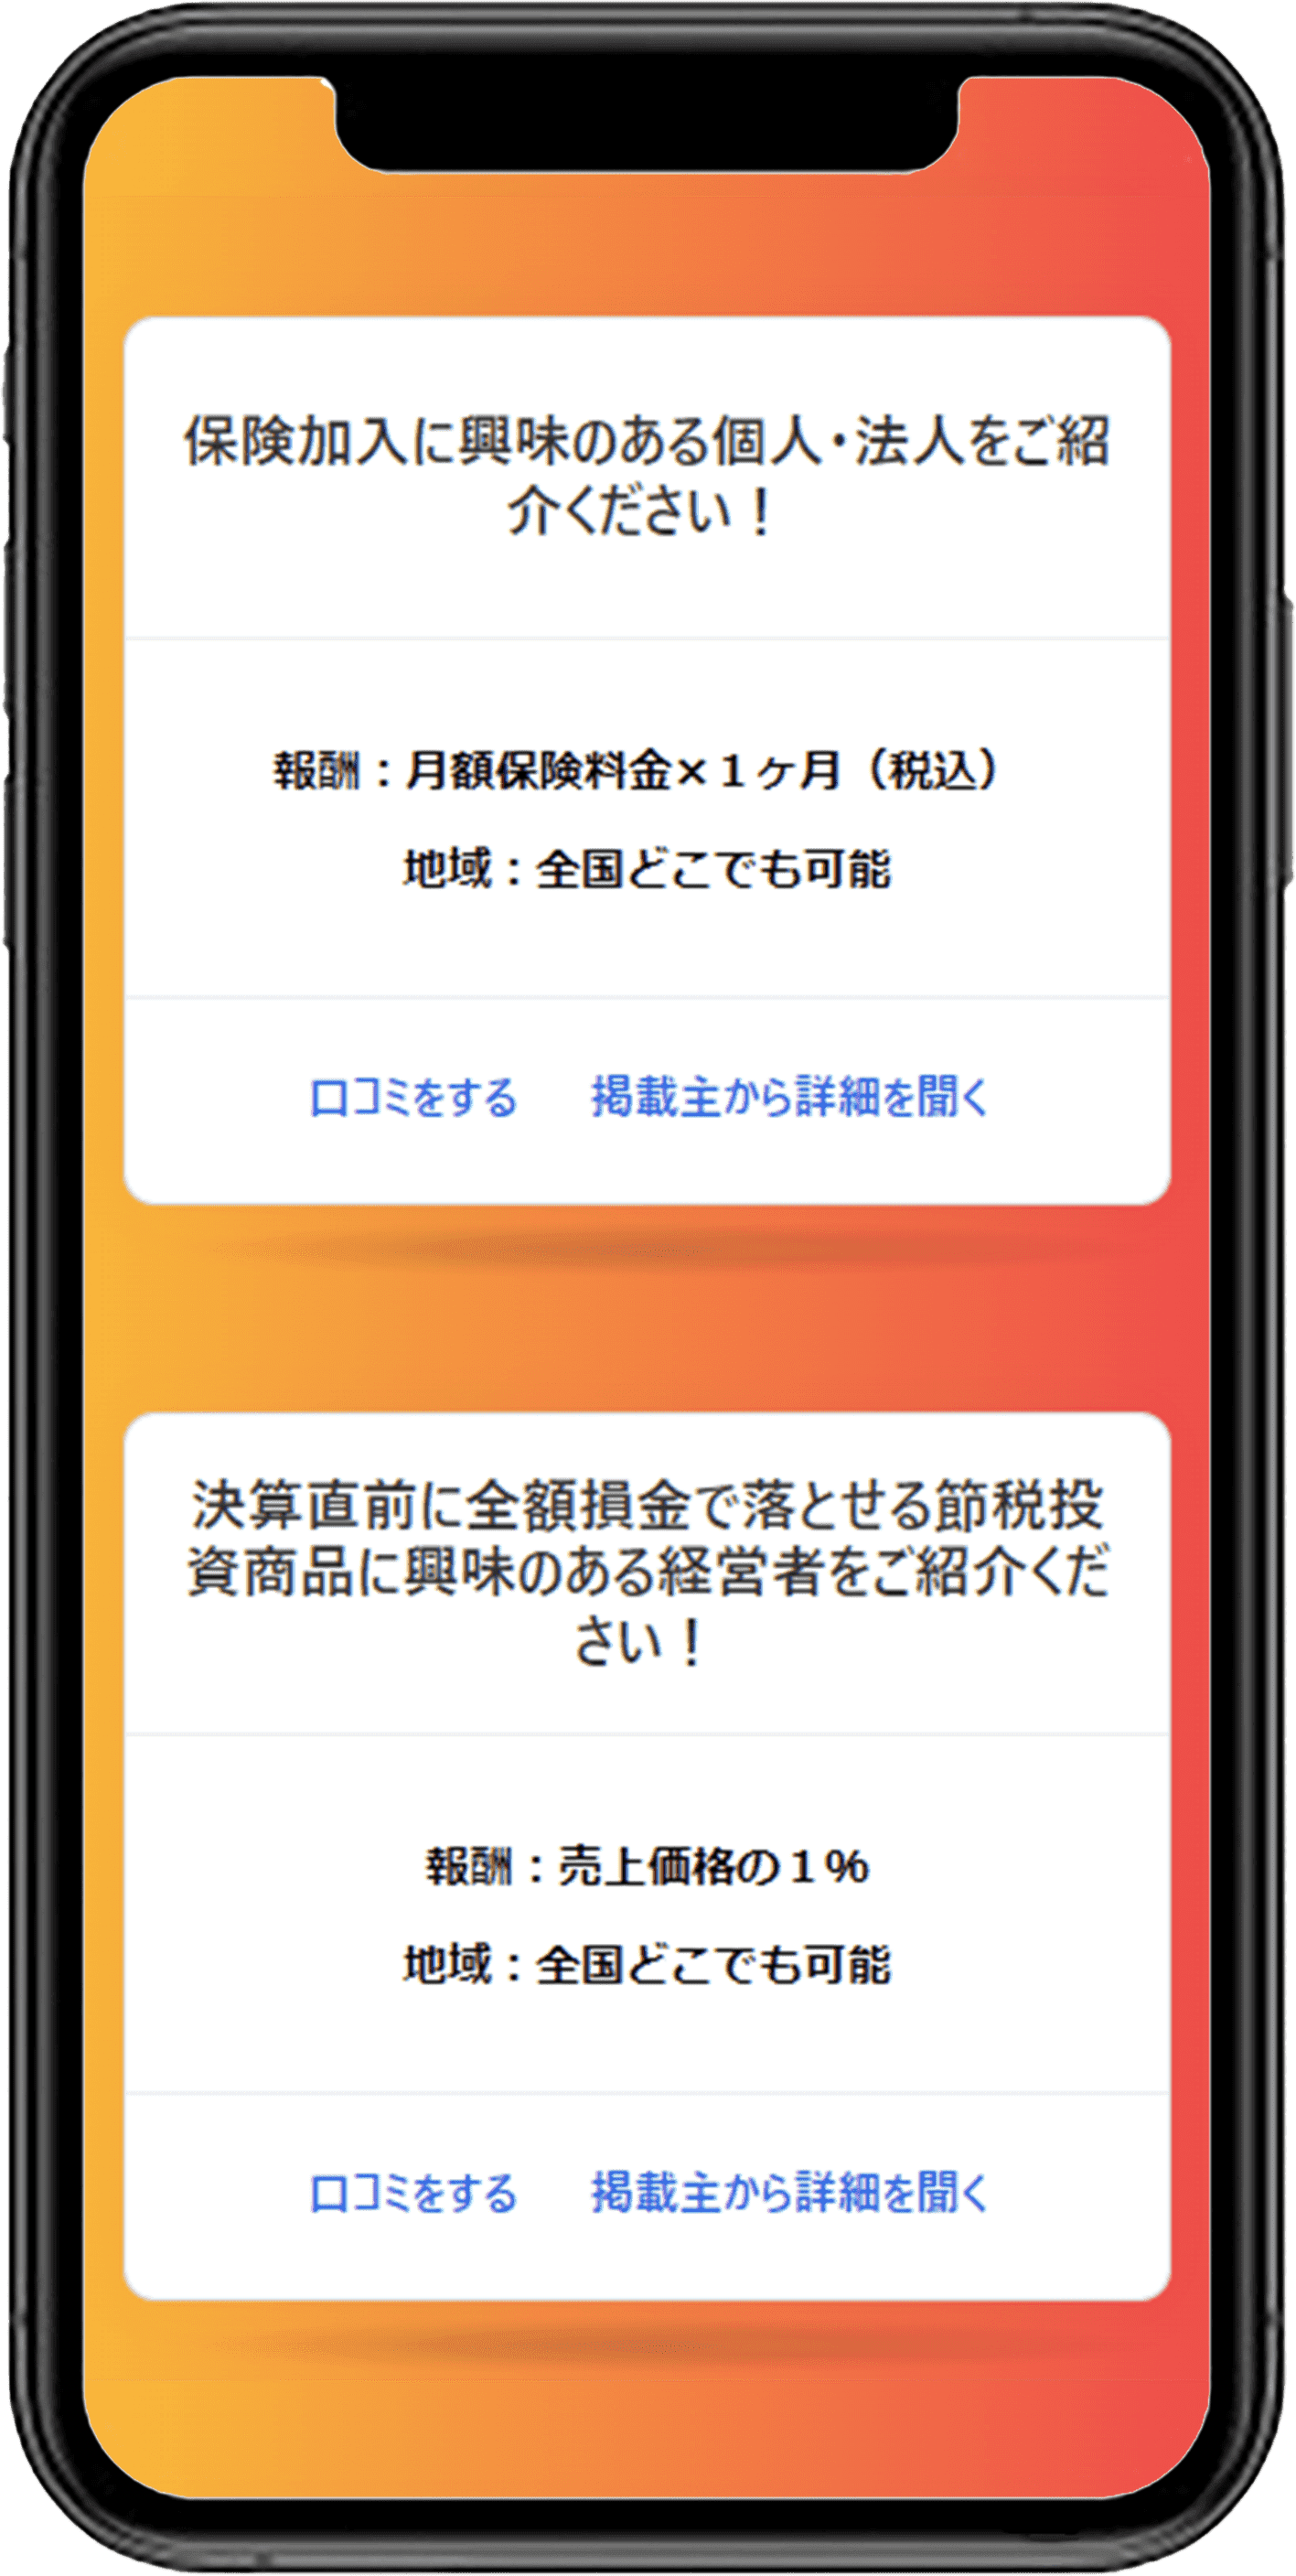 保険加入に興味のある個人・法人をご紹
介ください！
報酬：月額保険料金×１ヶ月（税込）
地域：全国どこでも可能
口コミをする 掲載主から詳細を聞く
決算直前に全額損金で落とせる節税投
資商品に興味のある経営者をご紹介くだ
さい！
報酬：売上価格の１％
地域：全国どこでも可能
口コミをする 掲載主から詳細を聞く